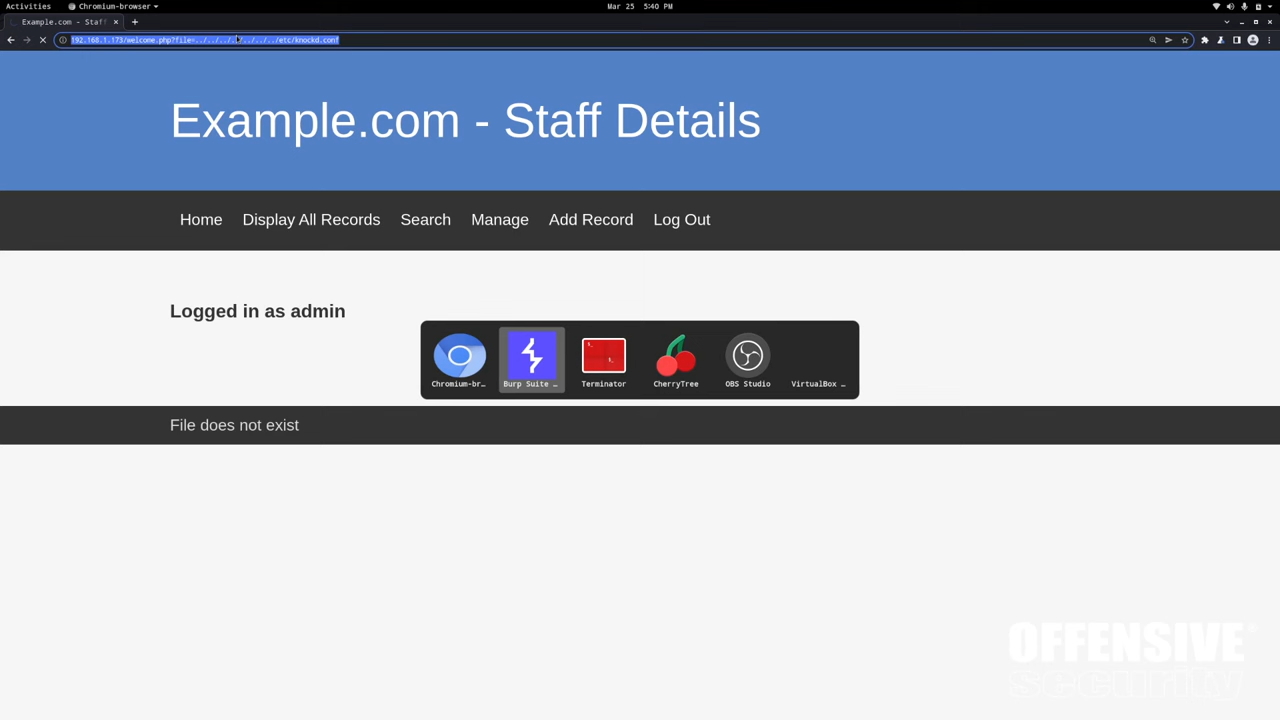 Activities
Chromium-browser
Mar 25 5:40 PM
Example.com - Staf
192.168.1.173/welcome.php?file=../../../../../../../etc/knockd.conf
Example.com - Staff Details
Home Display All Records Search Manage Add Record Log Out
Logged in as admin
Chromium-br… Burp Suite … Terminator CherryTree OBS Studio VirtualBox …
File does not exist
OFFENSIVE®
security